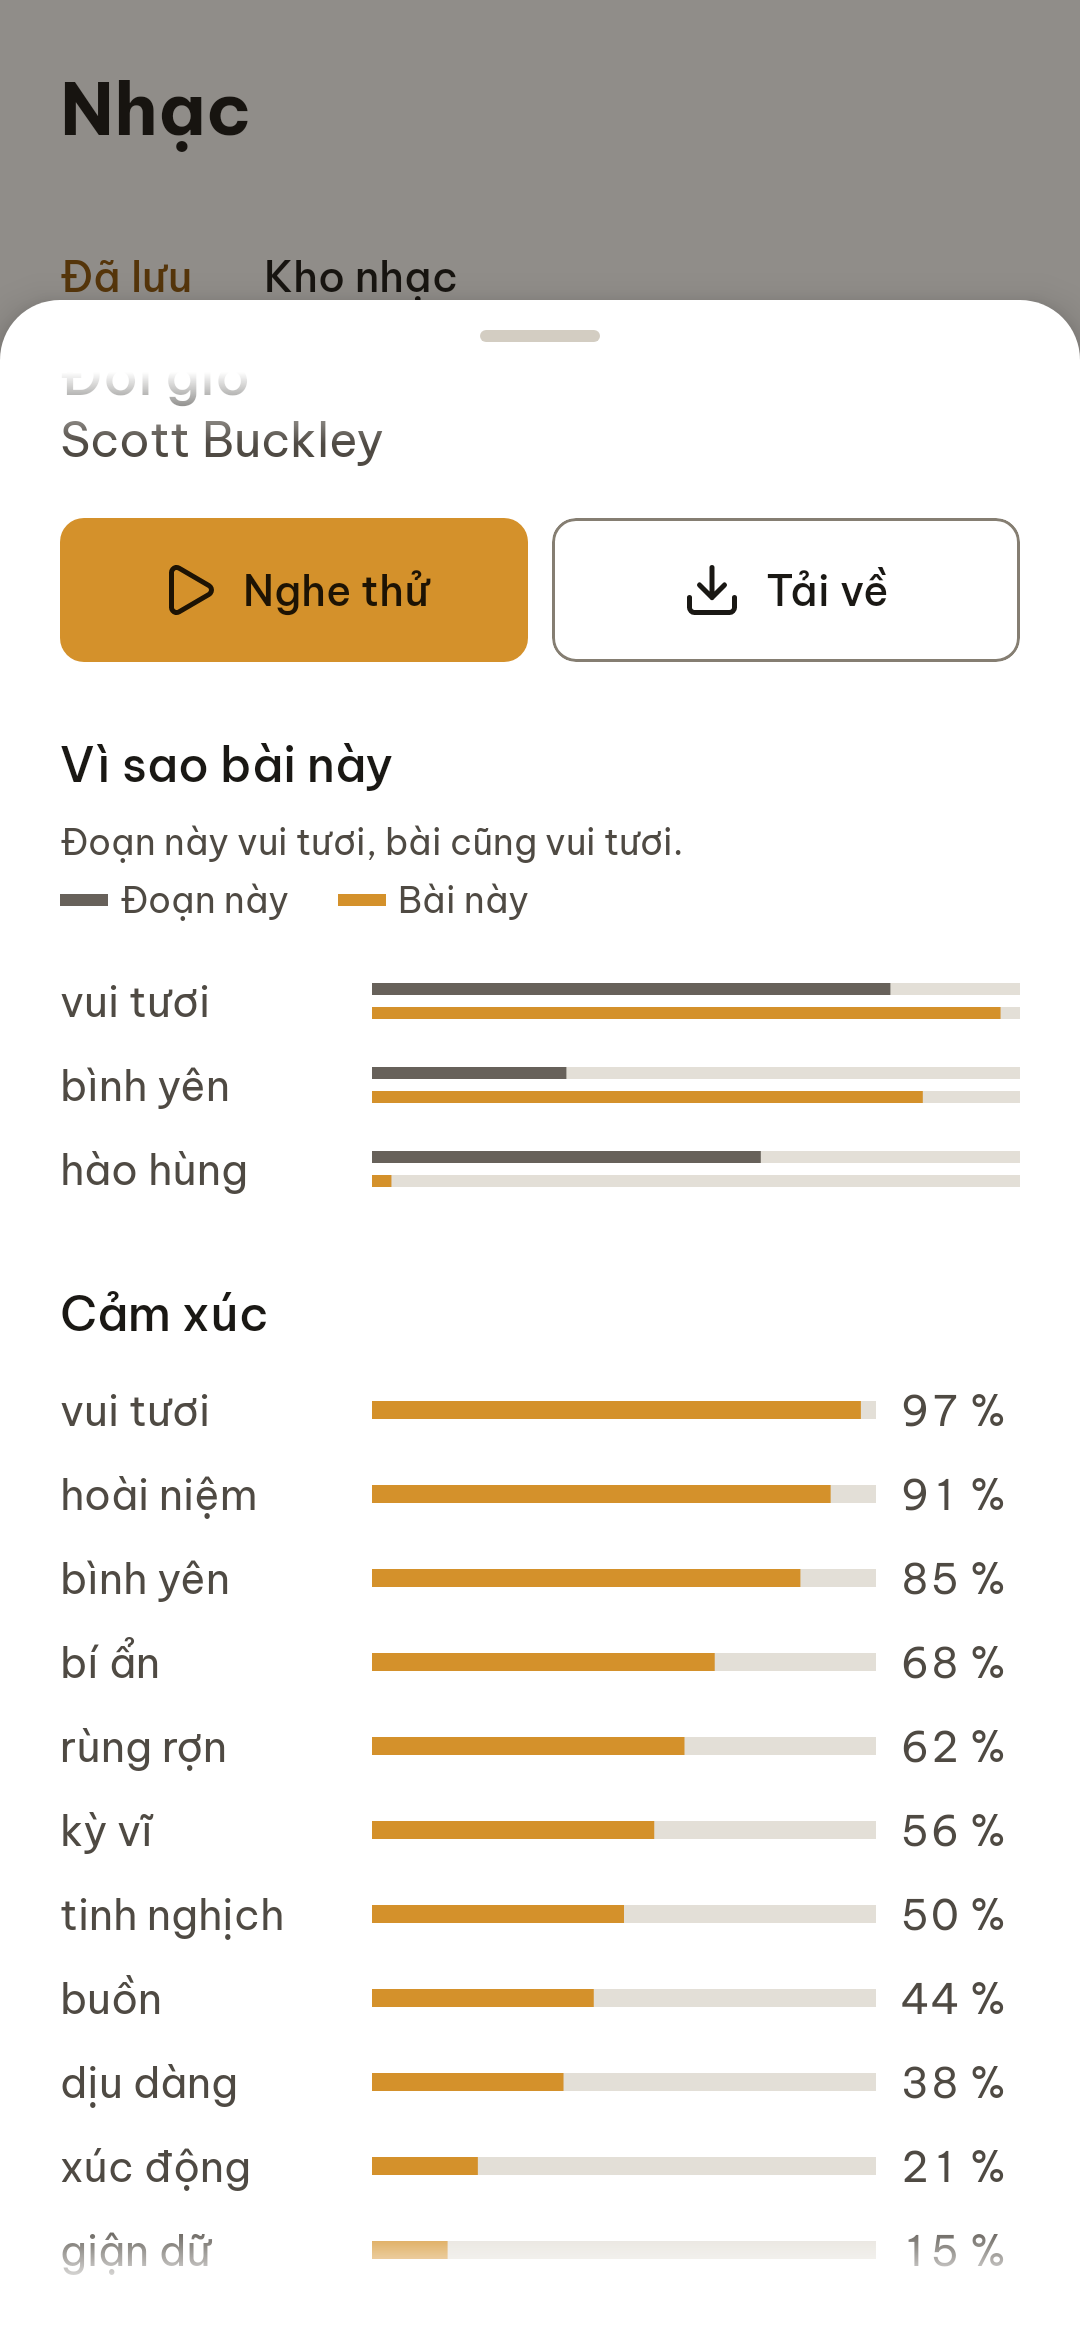 Nhạc
Đã lưu Kho nhạc
Scott Buckley
Nghe thử Tải về
Vì sao bài này
Đoạn này vui tươi, bài cũng vui tươi.
Đoạn này Bài này
vui tươi
bình yên
hào hùng
Cảm xúc
vui tươi 97 %
hoài niệm 91 %
bình yên 85 %
bí ẩn 68 %
rùng rợn 62 %
kỳ vĩ 56 %
tinh nghịch 50 %
buồn 44 %
dịu dàng 38 %
xúc động 21 %
giận dữ 15 %